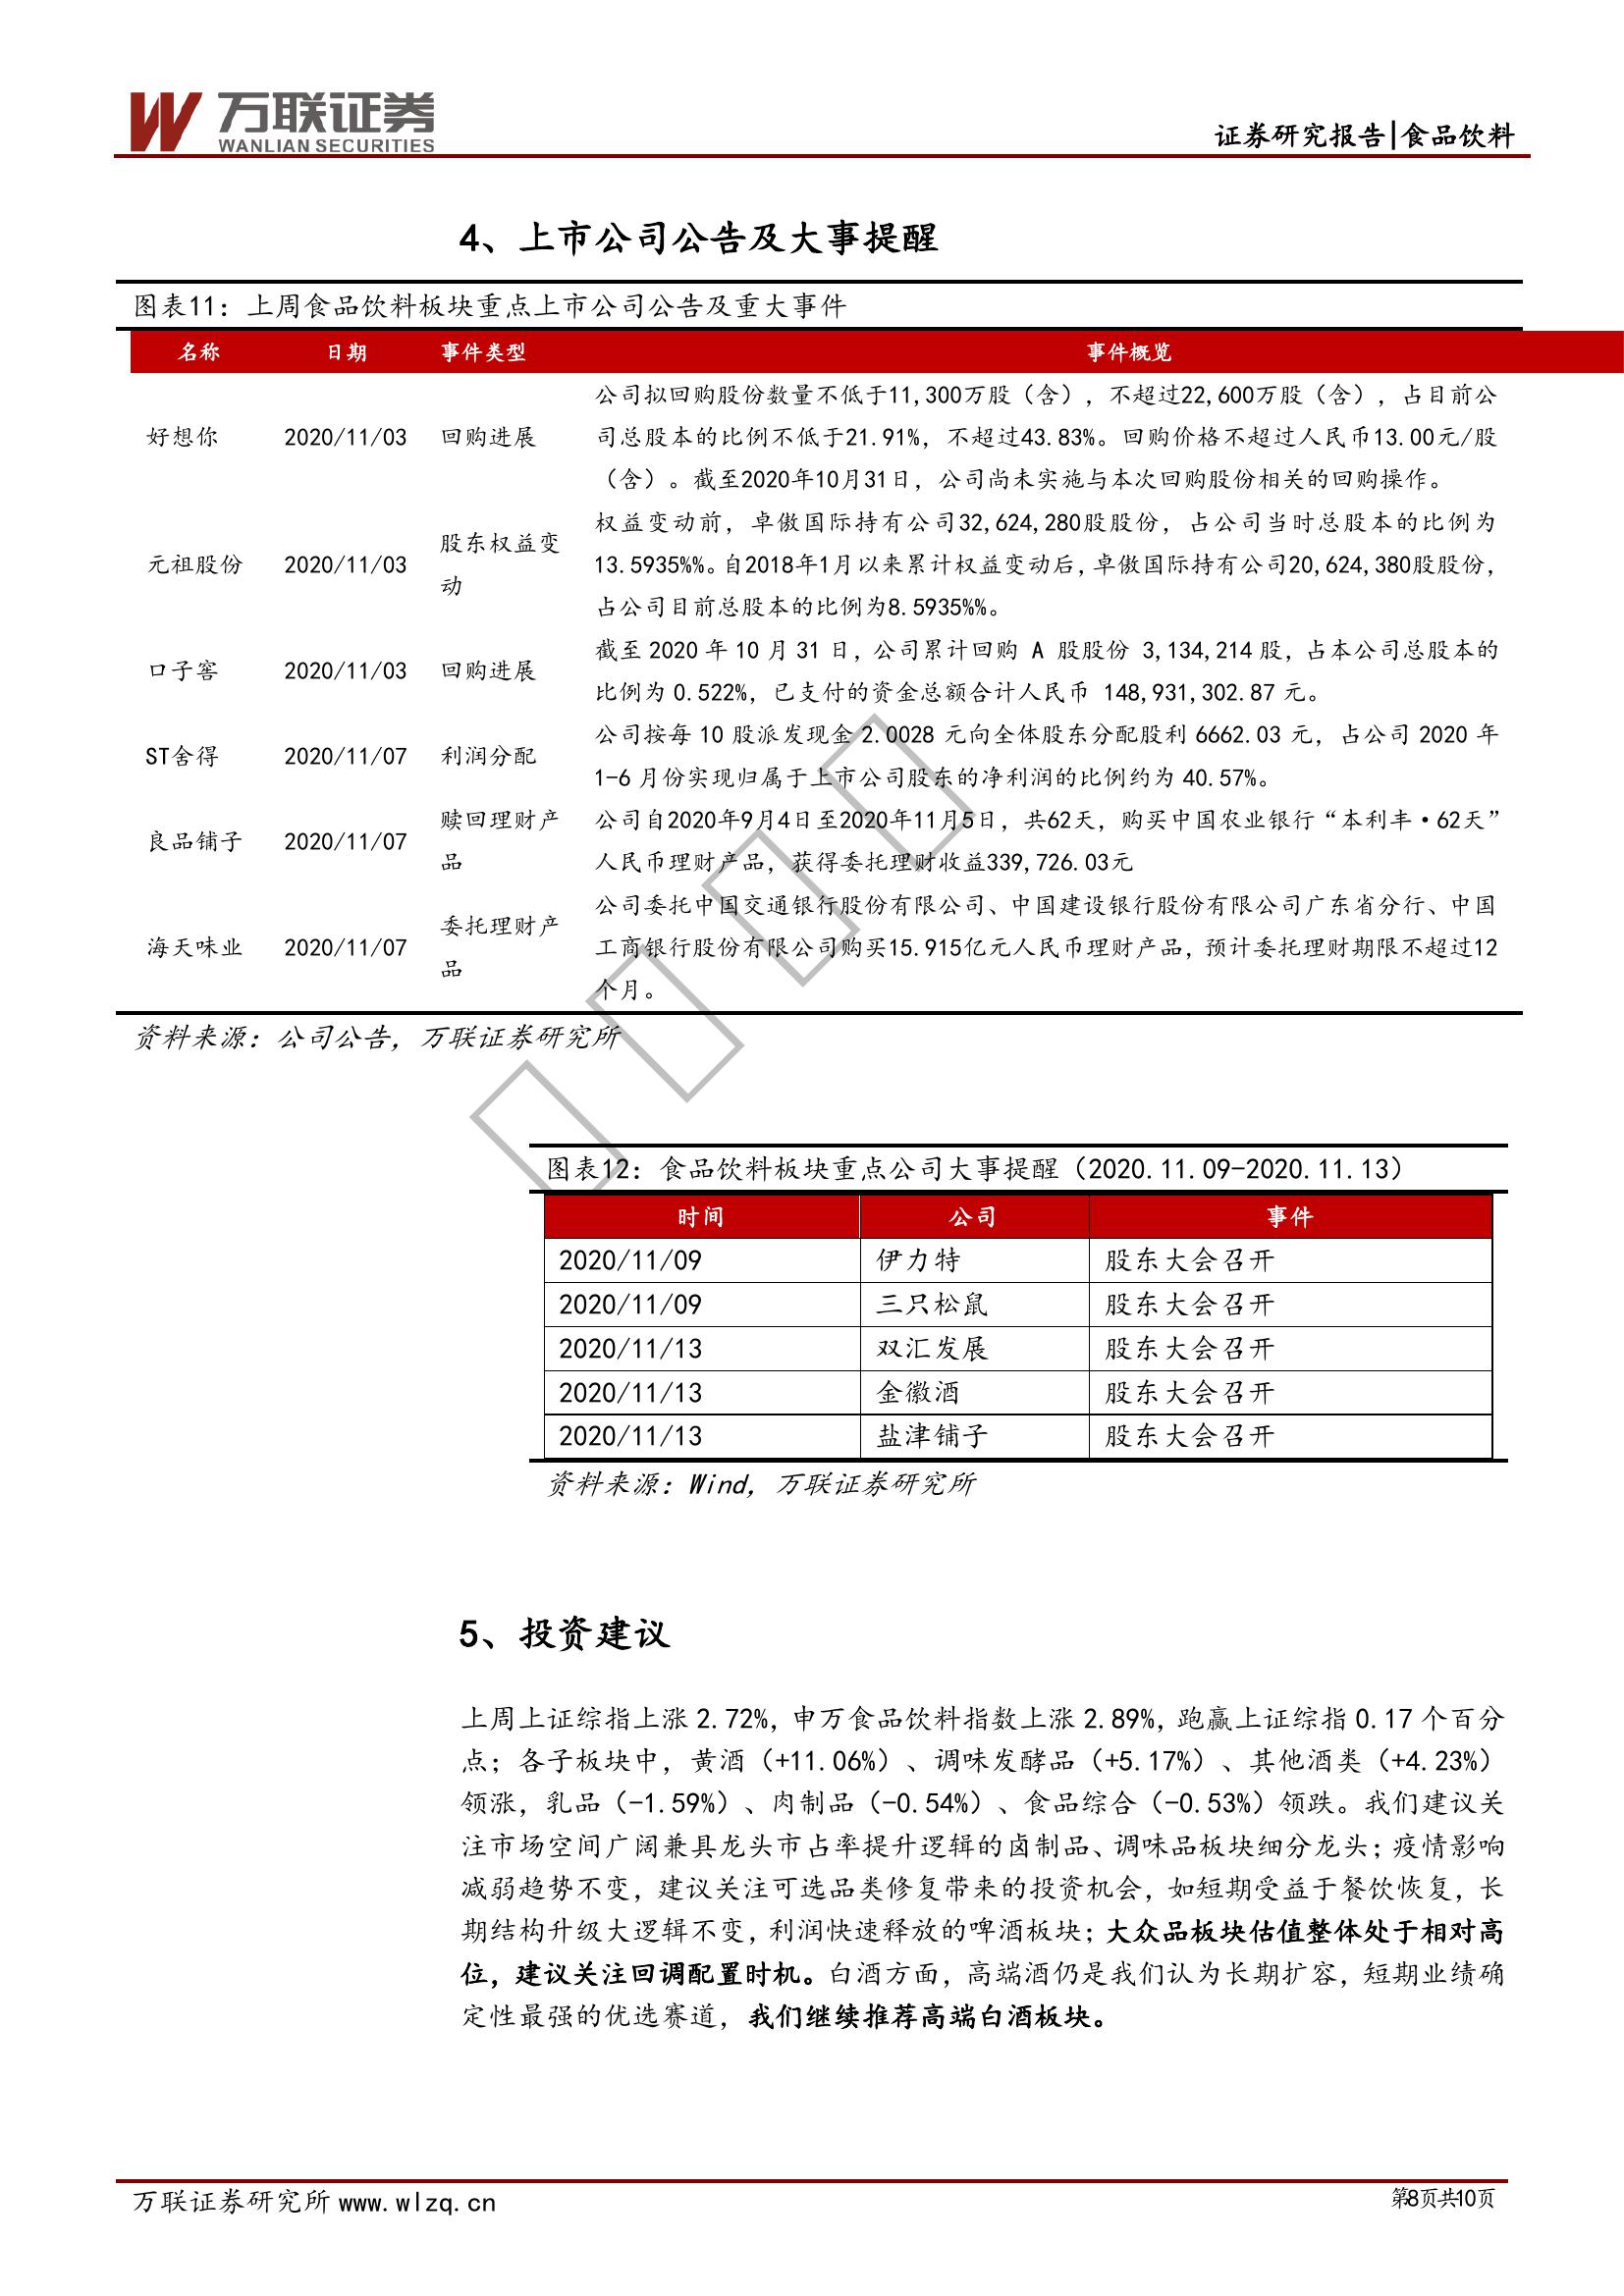 万联证券
WANLIAN SECURITIES
证券研究报告|食品饮料
4、上市公司公告及大事提醒
图表11：上周食品饮料板块重点上市公司公告及重大事件
名称 日期 事件类型 事件概览
好想你 2020/11/03 回购进展 公司拟回购股份数量不低于11,300万股（含），不超过22,600万股（含），占目前公
司总股本的比例不低于21.91%，不超过43.83%。回购价格不超过人民币13.00元/股
（含）。截至2020年10月31日，公司尚未实施与本次回购股份相关的回购操作。
元祖股份 2020/11/03 股东权益变
动
权益变动前，卓傲国际持有公司32,624,280股股份，占公司当时总股本的比例为
13.5935%%。自2018年1月以来累计权益变动后，卓傲国际持有公司20,624,380股股份，
占公司目前总股本的比例为8.5935%%。
口子窖 2020/11/03 回购进展 截至 2020 年 10 月 31 日，公司累计回购 A 股股份 3,134,214 股，占本公司总股本的
比例为 0.522%，已支付的资金总额合计人民币 148,931,302.87 元。
ST舍得 2020/11/07 利润分配 公司按每 10 股派发现金 2.0028 元向全体股东分配股利 6662.03 元，占公司 2020 年
1-6 月份实现归属于上市公司股东的净利润的比例约为 40.57%。
良品铺子 2020/11/07 赎回理财产
品
公司自2020年9月4日至2020年11月5日，共62天，购买中国农业银行“本利丰·62天”
人民币理财产品，获得委托理财收益339,726.03元
海天味业 2020/11/07 委托理财产
品
公司委托中国交通银行股份有限公司、中国建设银行股份有限公司广东省分行、中国
工商银行股份有限公司购买15.915亿元人民币理财产品，预计委托理财期限不超过12
个月。
资料来源：公司公告，万联证券研究所
图表12：食品饮料板块重点公司大事提醒（2020.11.09-2020.11.13）
时间 公司 事件
2020/11/09 伊力特 股东大会召开
2020/11/09 三只松鼠 股东大会召开
2020/11/13 双汇发展 股东大会召开
2020/11/13 金徽酒 股东大会召开
2020/11/13 盐津铺子 股东大会召开
资料来源：Wind，万联证券研究所
5、投资建议
上周上证综指上涨 2.72%，申万食品饮料指数上涨 2.89%，跑赢上证综指 0.17 个百分
点；各子板块中，黄酒（+11.06%）、调味发酵品（+5.17%）、其他酒类（+4.23%）
领涨，乳品（-1.59%）、肉制品（-0.54%）、食品综合（-0.53%）领跌。我们建议关
注市场空间广阔兼具龙头市占率提升逻辑的卤制品、调味品板块细分龙头；疫情影响
减弱趋势不变，建议关注可选品类修复带来的投资机会，如短期受益于餐饮恢复，长
期结构升级大逻辑不变，利润快速释放的啤酒板块；大众品板块估值整体处于相对高
位，建议关注回调配置时机。白酒方面，高端酒仍是我们认为长期扩容，短期业绩确
定性最强的优选赛道，我们继续推荐高端白酒板块。
万联证券研究所 www.wlzq.cn
第8页共10页